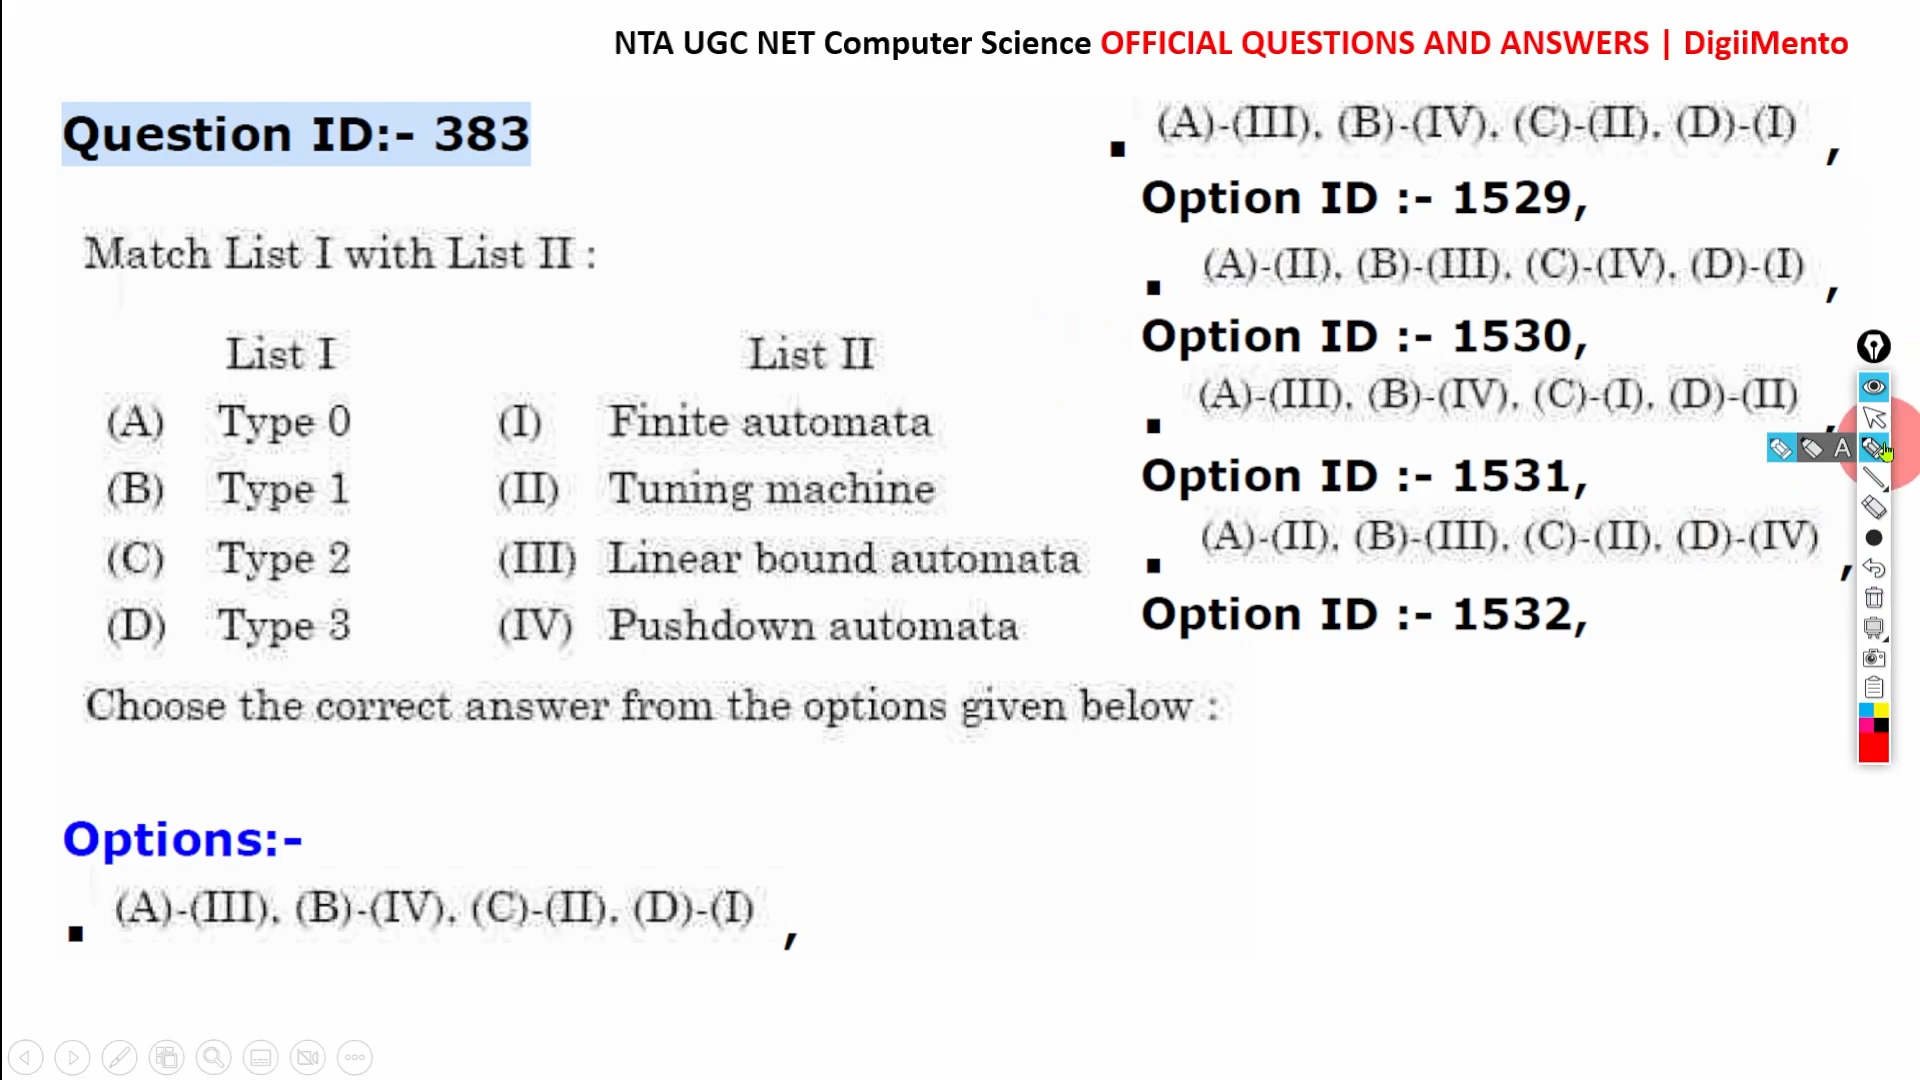 NTA UGC NET Computer Science OFFICIAL QUESTIONS AND ANSWERS | DigiiMento
Question ID:- 383
Match List I with List II :
List I List II
(A) Type 0 (I) Finite automata
(B) Type 1 (II) Tuning machine
(C) Type 2 (III) Linear bound automata
(D) Type 3 (IV) Pushdown automata
Choose the correct answer from the options given below :
Options:-
(A)-(III), (B)-(IV), (C)-(II), (D)-(I) ,
(A)-(III), (B)-(IV), (C)-(II), (D)-(I) ,
Option ID :- 1529,
(A)-(II), (B)-(III), (C)-(IV), (D)-(I) ,
Option ID :- 1530,
(A)-(III), (B)-(IV), (C)-(I), (D)-(II) ,
Option ID :- 1531,
(A)-(II), (B)-(III), (C)-(II), (D)-(IV) ,
Option ID :- 1532,
A